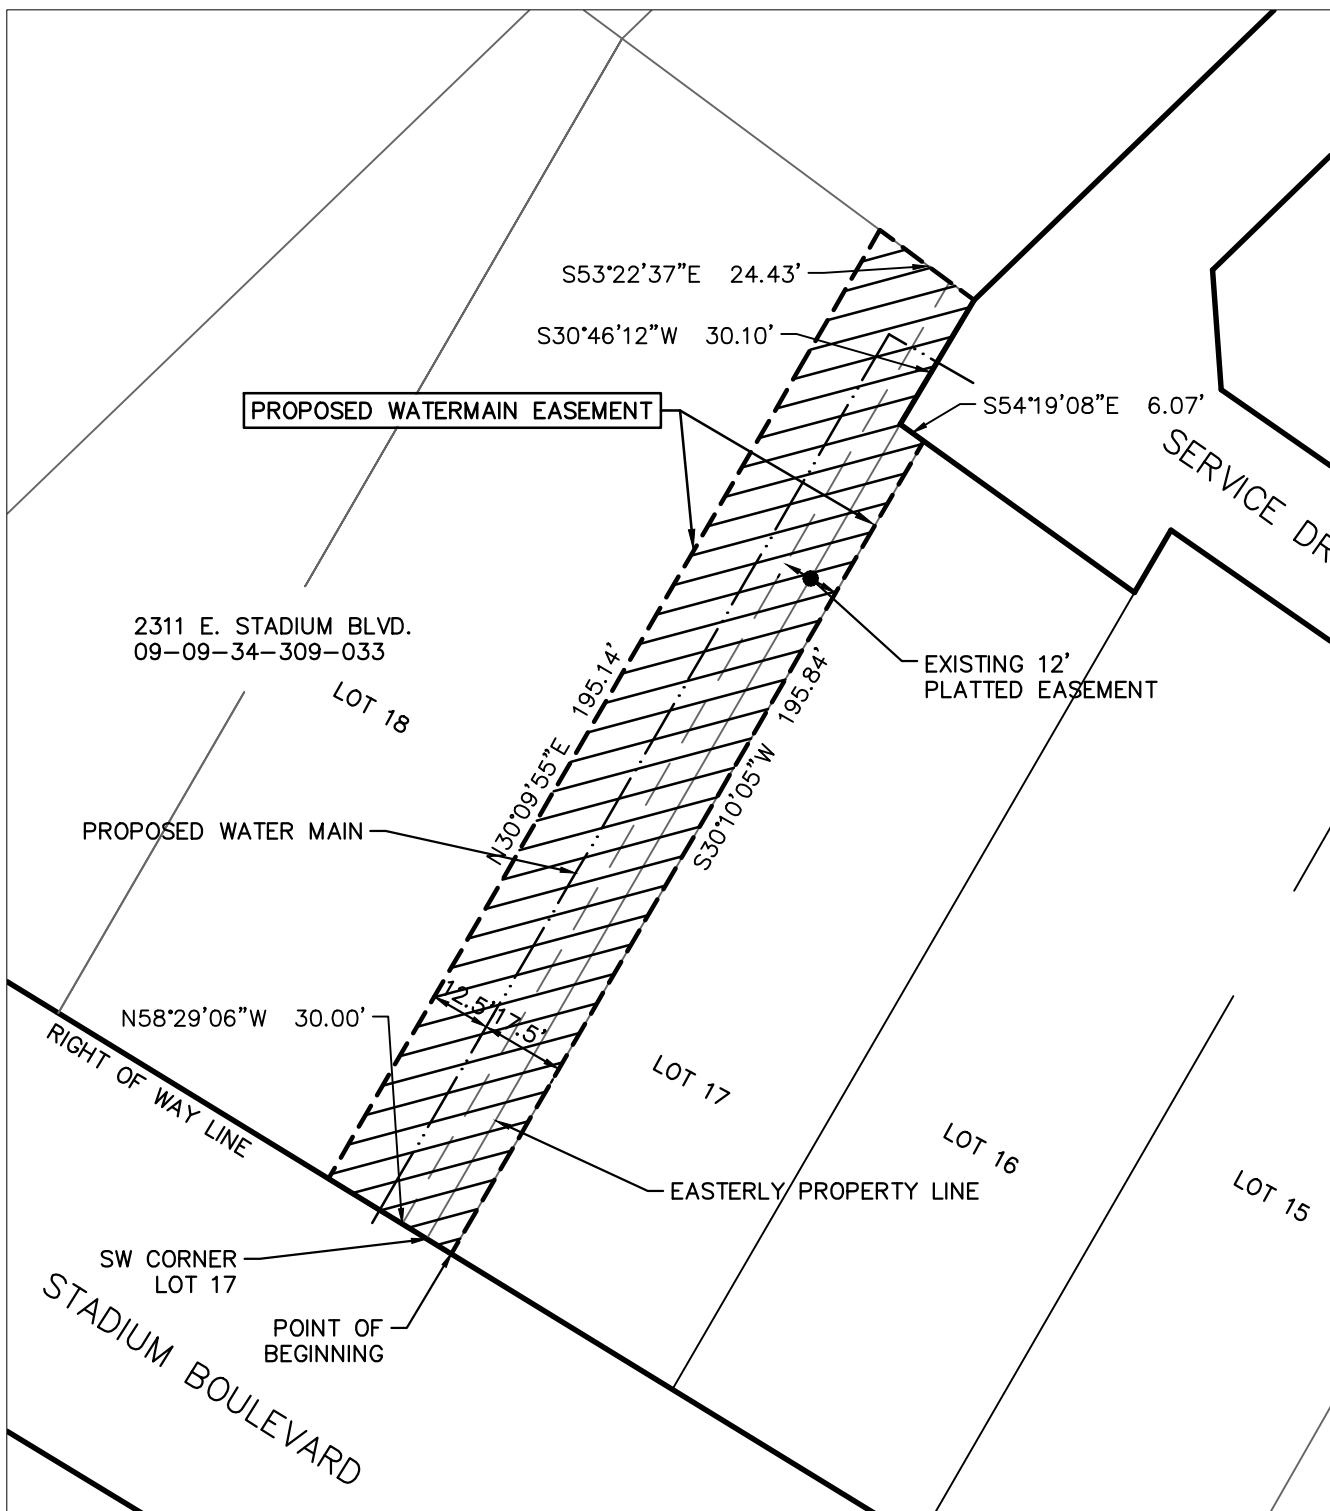 S53°22'37"E 24.43'
S30°46'12"W 30.10'
PROPOSED WATERMAIN EASEMENT
S54°19'08"E 6.07'
SERVICE DR
2311 E. STADIUM BLVD.
09-09-34-309-033
LOT 18
195.14'
N30°09'55"E
195.84'
S30°10'05"W
EXISTING 12'
PLATTED EASEMENT
PROPOSED WATER MAIN
N58°29'06"W 30.00'
12.5'
17.5'
RIGHT OF WAY LINE
LOT 17
LOT 16
LOT 15
EASTERLY PROPERTY LINE
SW CORNER
LOT 17
POINT OF
BEGINNING
STADIUM BOULEVARD